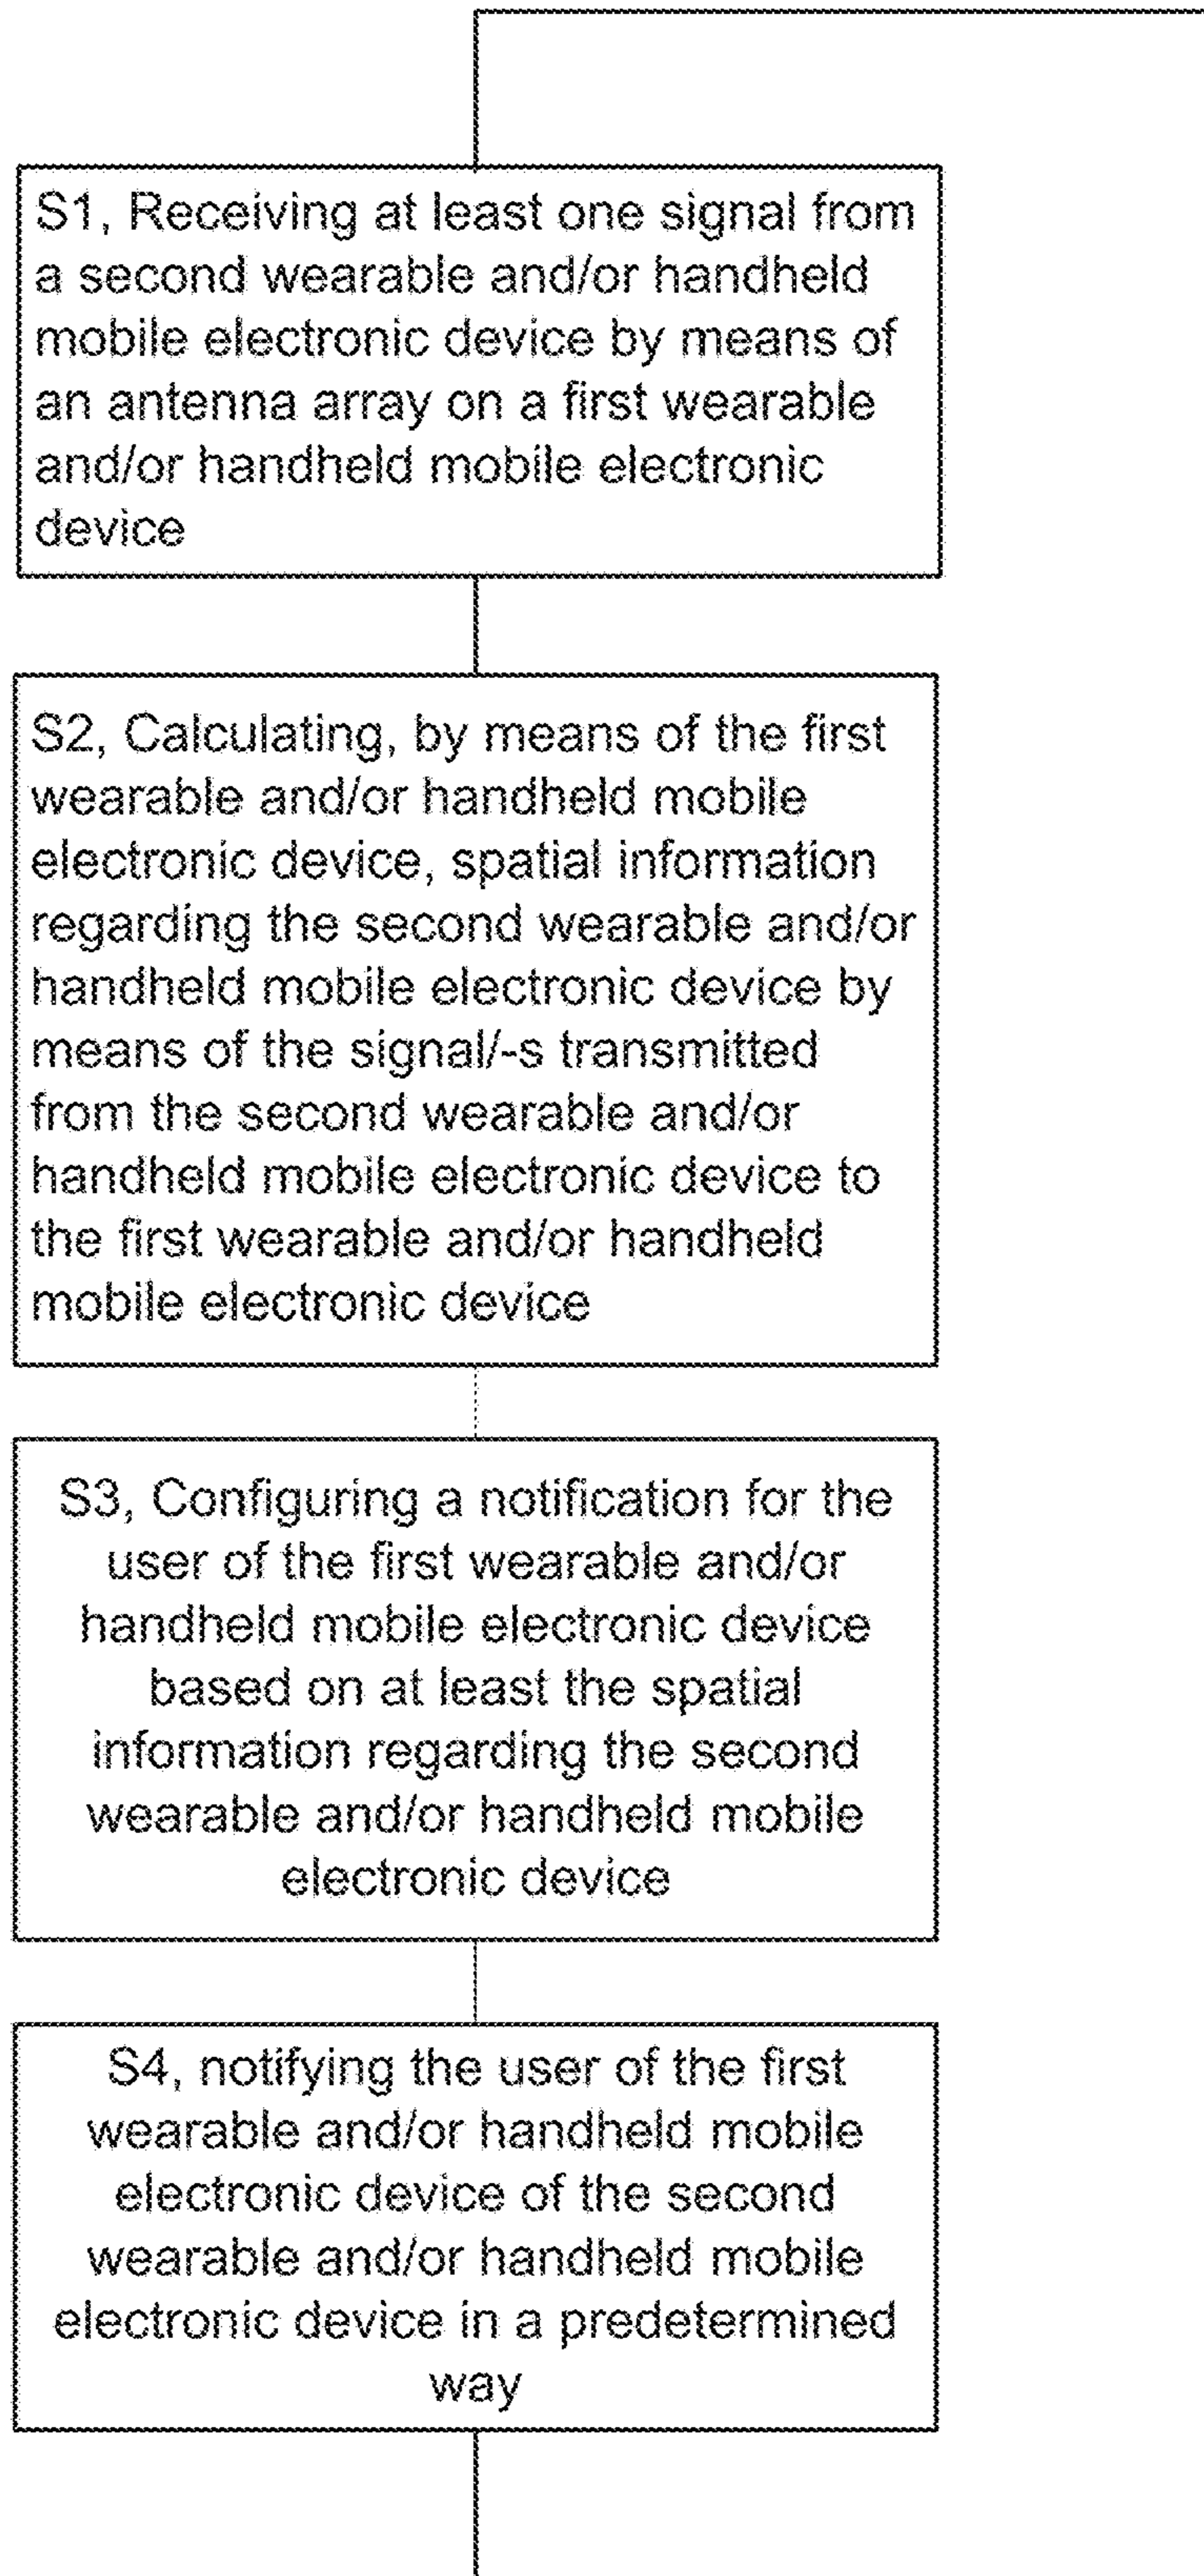 S1, Receiving at least one signal from
a second wearable and/or handheld
mobile electronic device by means of
an antenna array on a first wearable
and/or handheld mobile electronic
device
S2, Calculating, by means of the first
wearable and/or handheld mobile
electronic device, spatial information
regarding the second wearable and/or
handheld mobile electronic device by
means of the signal/-s transmitted
from the second wearable and/or
handheld mobile electronic device to
the first wearable and/or handheld
mobile electronic device
S3, Configuring a notification for the
user of the first wearable and/or
handheld mobile electronic device
based on at least the spatial
information regarding the second
wearable and/or handheld mobile
electronic device
S4, notifying the user of the first
wearable and/or handheld mobile
electronic device of the second
wearable and/or handheld mobile
electronic device in a predetermined
way